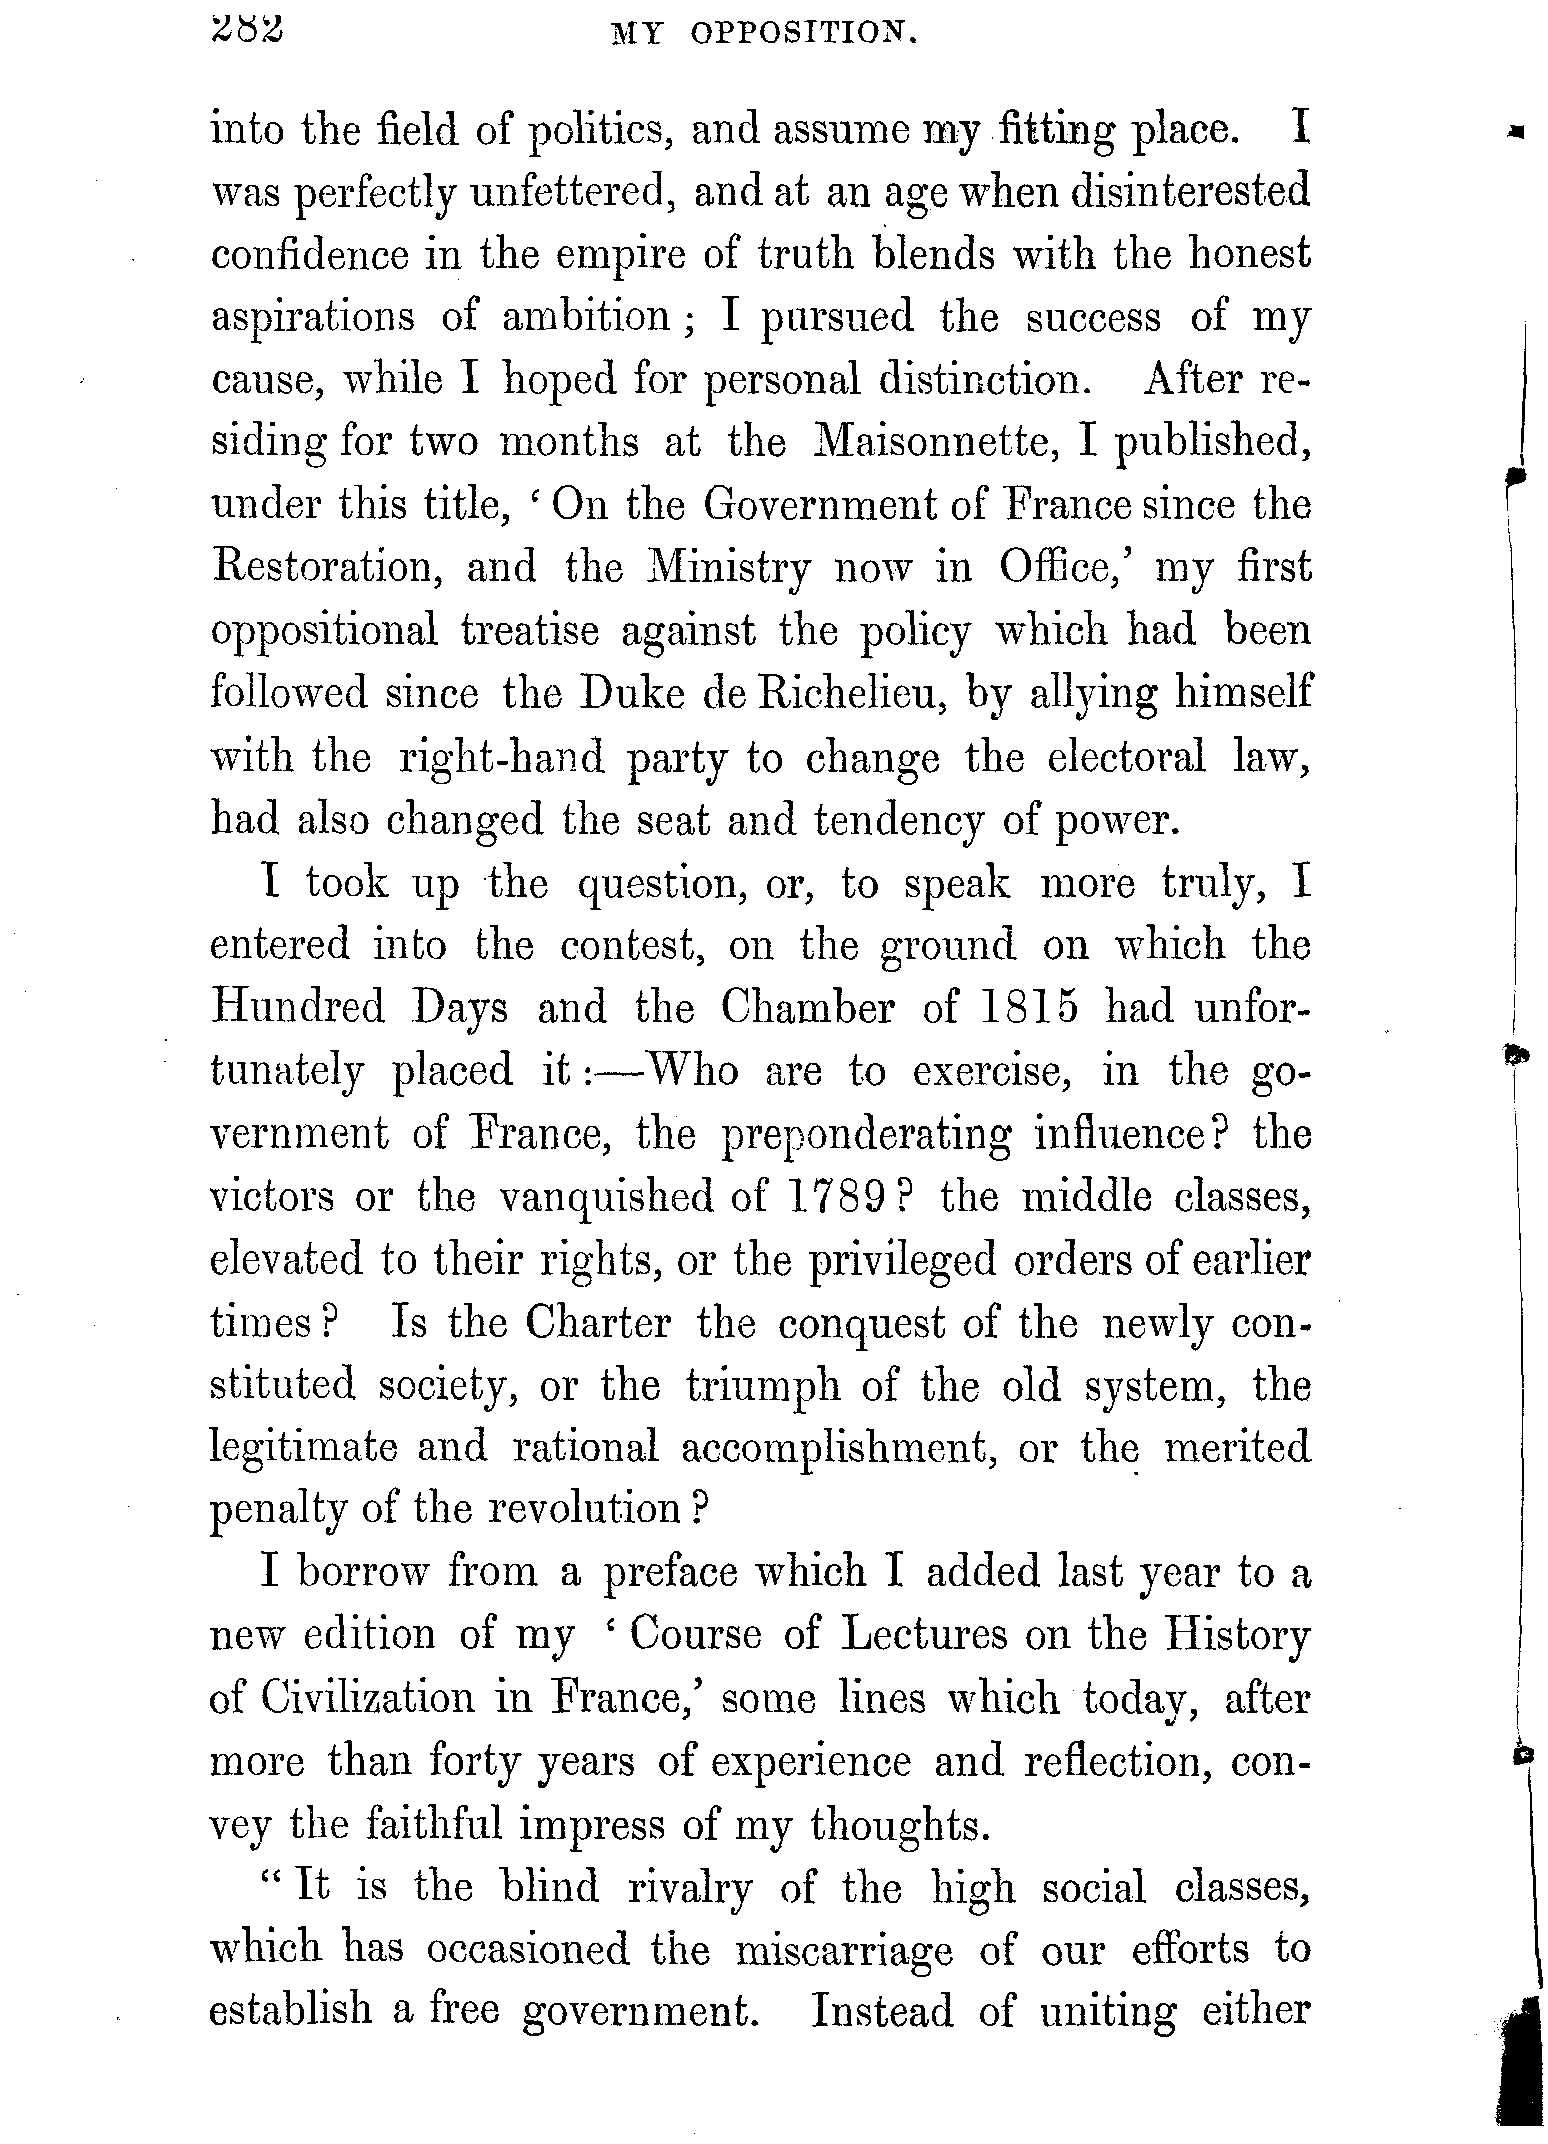 282 MY OPPOSITION.
into the field of politics, and assume my fitting place. I
was perfectly unfettered, and at an age when disinterested
confidence in the empire of truth blends with the honest
aspirations of ambition ; I pursued the success of my
cause, while I hoped for personal distinction. After re-
siding for two months at the Maisonnette, I published,
under this title, ‘ On the Government of France since the
Restoration, and the Ministry now in Office,’ my first
oppositional treatise against the policy which had been
followed since the Duke de Richelieu, by allying himself
with the right-hand party to change the electoral law,
had also changed the seat and tendency of power.
I took up the question, or, to speak more truly, I
entered into the contest, on the ground on which the
Hundred Days and the Chamber of 1815 had unfor-
tunately placed it :—Who are to exercise, in the go-
vernment of France, the preponderating influence? the
victors or the vanquished of 1789 ? the middle classes,
elevated to their rights, or the privileged orders of earlier
times ? Is the Charter the conquest of the newly con-
stituted society, or the triumph of the old system, the
legitimate and rational accomplishment, or the merited
penalty of the revolution ?
I borrow from a preface which I added last year to a
new edition of my ‘ Course of Lectures on the History
of Civilization in France,’ some lines which today, after
more than forty years of experience and reflection, con-
vey the faithful impress of my thoughts.
“ It is the blind rivalry of the high social classes,
which has occasioned the miscarriage of our efforts to
establish a free government. Instead of uniting either